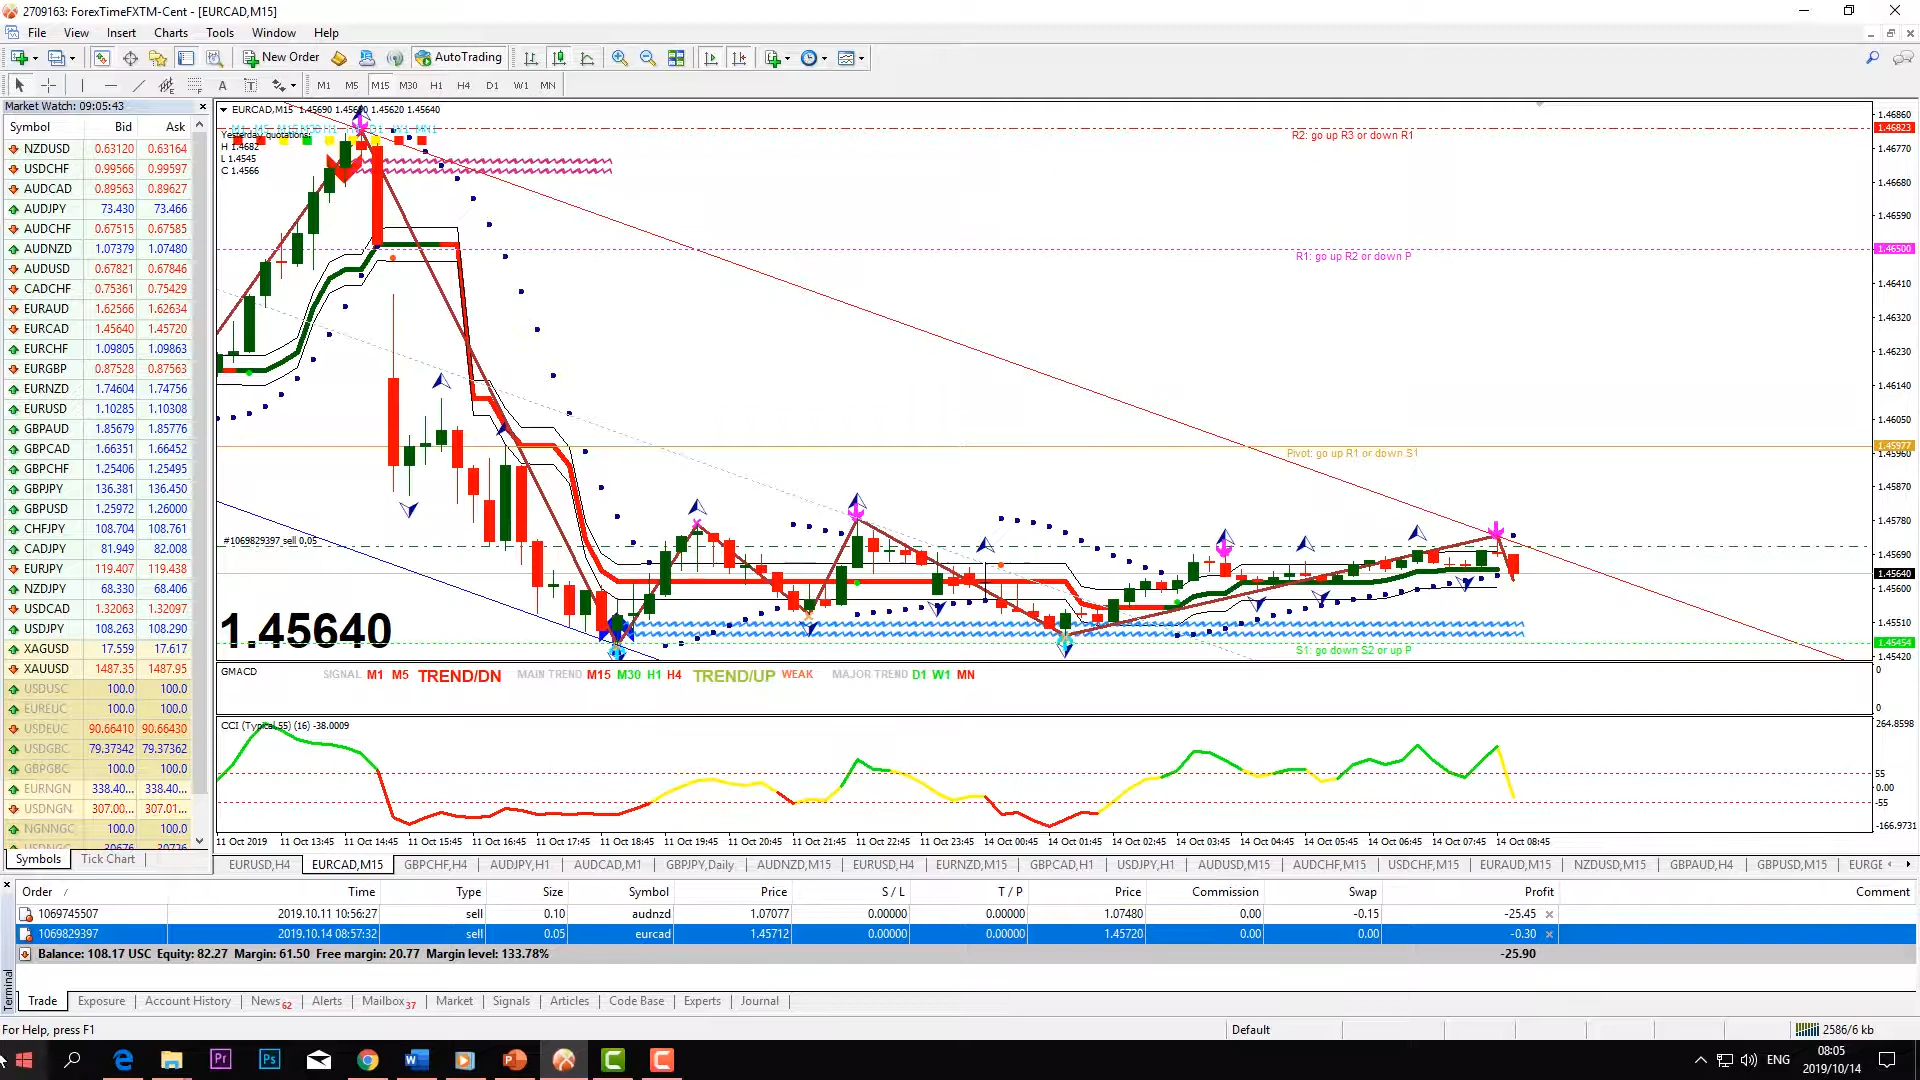 2709163: ForexTimeFXTM-Cent - [EURCAD,M15]
File View Insert Charts Tools Window Help
New Order AutoTrading
M1 M5 M15 M30 H1 H4 D1 W1 MN
Market Watch: 09:05:43
Symbol Bid Ask
NZDUSD 0.63120 0.63164
USDCHF 0.99566 0.99597
AUDCAD 0.89563 0.89627
AUDJPY 73.430 73.466
AUDCHF 0.67515 0.67585
AUDNZD 1.07379 1.07480
AUDUSD 0.67821 0.67846
CADCHF 0.75361 0.75429
EURAUD 1.62566 1.62634
EURCAD 1.45640 1.45720
EURCHF 1.09805 1.09863
EURGBP 0.87528 0.87563
EURNZD 1.74604 1.74756
EURUSD 1.10285 1.10308
GBPAUD 1.85679 1.85776
GBPCAD 1.66351 1.66452
GBPCHF 1.25406 1.25495
GBPJPY 136.381 136.450
GBPUSD 1.25972 1.26000
CHFJPY 108.704 108.761
CADJPY 81.949 82.008
EURJPY 119.407 119.438
NZDJPY 68.330 68.406
USDCAD 1.32063 1.32097
USDJPY 108.263 108.290
XAGUSD 17.559 17.617
XAUUSD 1487.35 1487.95
USDUSC 100.0 100.0
EUREUC 100.0 100.0
USDEUC 90.66410 90.66430
USDGBC 79.37342 79.37362
GBPGBC 100.0 100.0
EURNGN 338.40... 338.40...
USDNGN 307.00... 307.01...
NGNNGC 100.0 100.0
Symbols Tick Chart
EURCAD,M15 1.45690 1.45690 1.45620 1.45640
Yesterday quotations:
H 1.4682
L 1.4545
C 1.4566
R2: go up R3 or down R1
R1: go up R2 or down P
Pivot: go up R1 or down S1
#1069829397 sell 0.05
1.45640
S1: go down S2 or up P
1.46860
1.46823
1.46770
1.46680
1.46590
1.46500
1.46410
1.46320
1.46230
1.46140
1.46050
1.45977
1.45960
1.45870
1.45780
1.45690
1.45640
1.45600
1.45510
1.45454
1.45420
GMACD SIGNAL M1 M5 TREND/DN MAIN TREND M15 M30 H1 H4 TREND/UP WEAK MAJOR TREND D1 W1 MN
0
0
CCI (Typical,55) (16) -38.0009
264.8598
55
0.00
-55
-166.9731
11 Oct 2019 11 Oct 13:45 11 Oct 14:45 11 Oct 15:45 11 Oct 16:45 11 Oct 17:45 11 Oct 18:45 11 Oct 19:45 11 Oct 20:45 11 Oct 21:45 11 Oct 22:45 11 Oct 23:45 14 Oct 00:45 14 Oct 01:45 14 Oct 02:45 14 Oct 03:45 14 Oct 04:45 14 Oct 05:45 14 Oct 06:45 14 Oct 07:45 14 Oct 08:45
EURUSD,H4 EURCAD,M15 GBPCHF,H4 AUDJPY,H1 AUDCAD,M1 GBPJPY,Daily AUDNZD,M15 EURUSD,H4 EURNZD,M15 GBPCAD,H1 USDJPY,H1 AUDUSD,M15 AUDCHF,M15 USDCHF,M15 EURAUD,M15 NZDUSD,M15 GBPAUD,H4 GBPUSD,M15 EURGE
Order / Time Type Size Symbol Price S / L T / P Price Commission Swap Profit Comment
1069745507 2019.10.11 10:56:27 sell 0.10 audnzd 1.07077 0.00000 0.00000 1.07480 0.00 -0.15 -25.45
1069829397 2019.10.14 08:57:32 sell 0.05 eurcad 1.45712 0.00000 0.00000 1.45720 0.00 0.00 -0.30
Balance: 108.17 USC Equity: 82.27 Margin: 61.50 Free margin: 20.77 Margin level: 133.78% -25.90
Terminal
Trade Exposure Account History News 62 Alerts Mailbox 37 Market Signals Articles Code Base Experts Journal
For Help, press F1 Default 2586/6 kb
Pr Ps ENG 08:05
2019/10/14